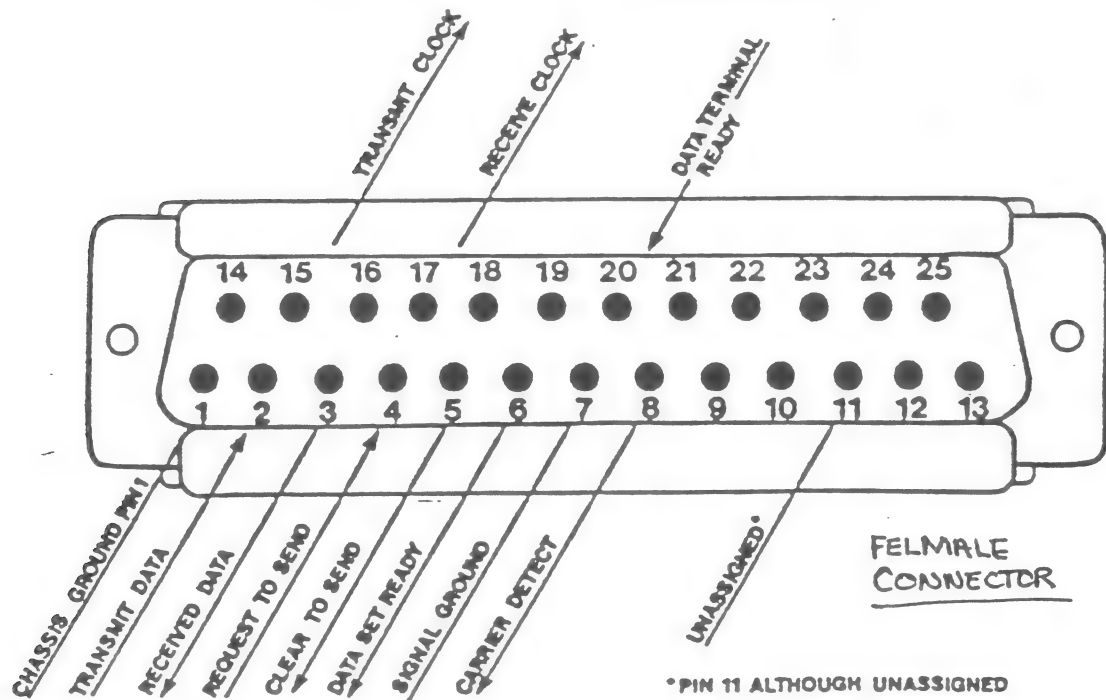 TRANSMIT CLOCK
RECEIVE CLOCK
DATA TERMINAL
READY
14 15 16 17 18 19 20 21 22 23 24 25
1 2 3 4 5 6 7 8 9 10 11 12 13
CHASSIS GROUND PIN 1
TRANSMIT DATA
RECEIVED DATA
REQUEST TO SEND
CLEAR TO SEND
DATA SET READY
SIGNAL GROUND
CARRIER DETECT
UNASSIGNED*
FELMALE
CONNECTOR
*PIN 11 ALTHOUGH UNASSIGNED